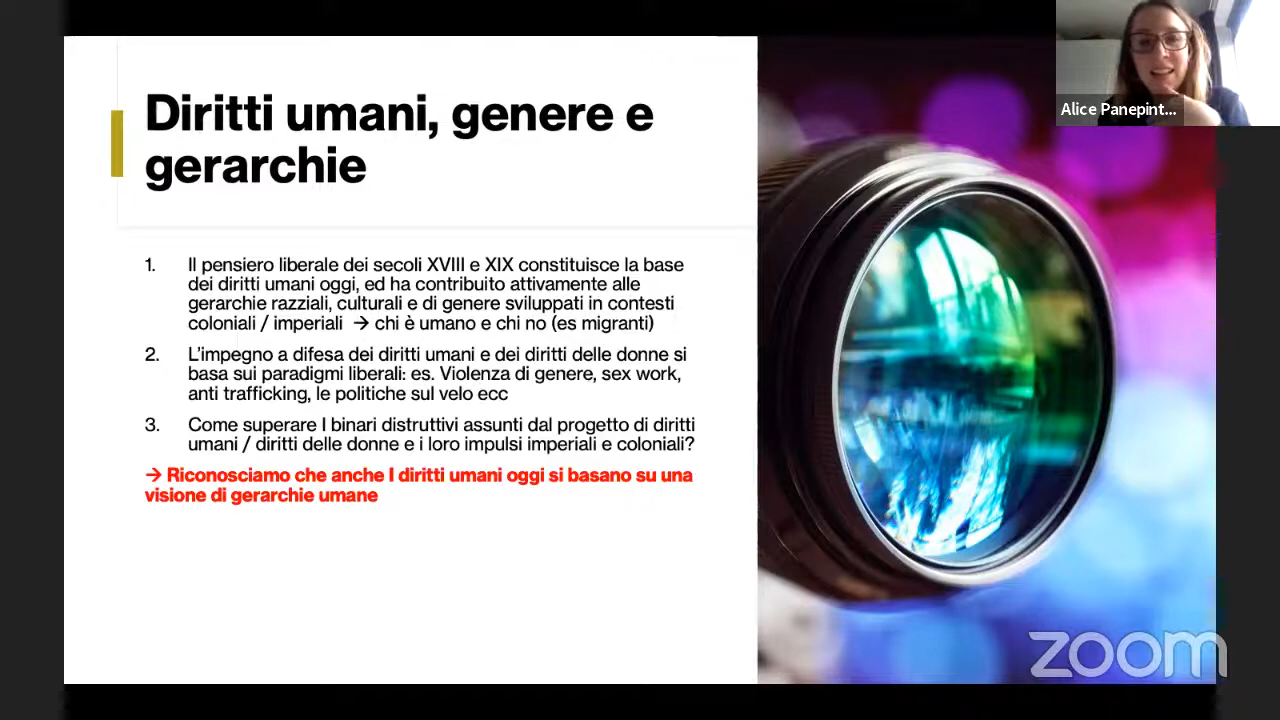 Diritti umani, genere e
gerarchie
1. Il pensiero liberale dei secoli XVIII e XIX constituisce la base
dei diritti umani oggi, ed ha contribuito attivamente alle
gerarchie razziali, culturali e di genere sviluppati in contesti
coloniali / imperiali → chi è umano e chi no (es migranti)
2. L'impegno a difesa dei diritti umani e dei diritti delle donne si
basa sui paradigmi liberali: es. Violenza di genere, sex work,
anti trafficking, le politiche sul velo ecc
3. Come superare I binari distruttivi assunti dal progetto di diritti
umani / diritti delle donne e i loro impulsi imperiali e coloniali?
→ Riconosciamo che anche I diritti umani oggi si basano su una
visione di gerarchie umane
Alice Panepint...
zoom